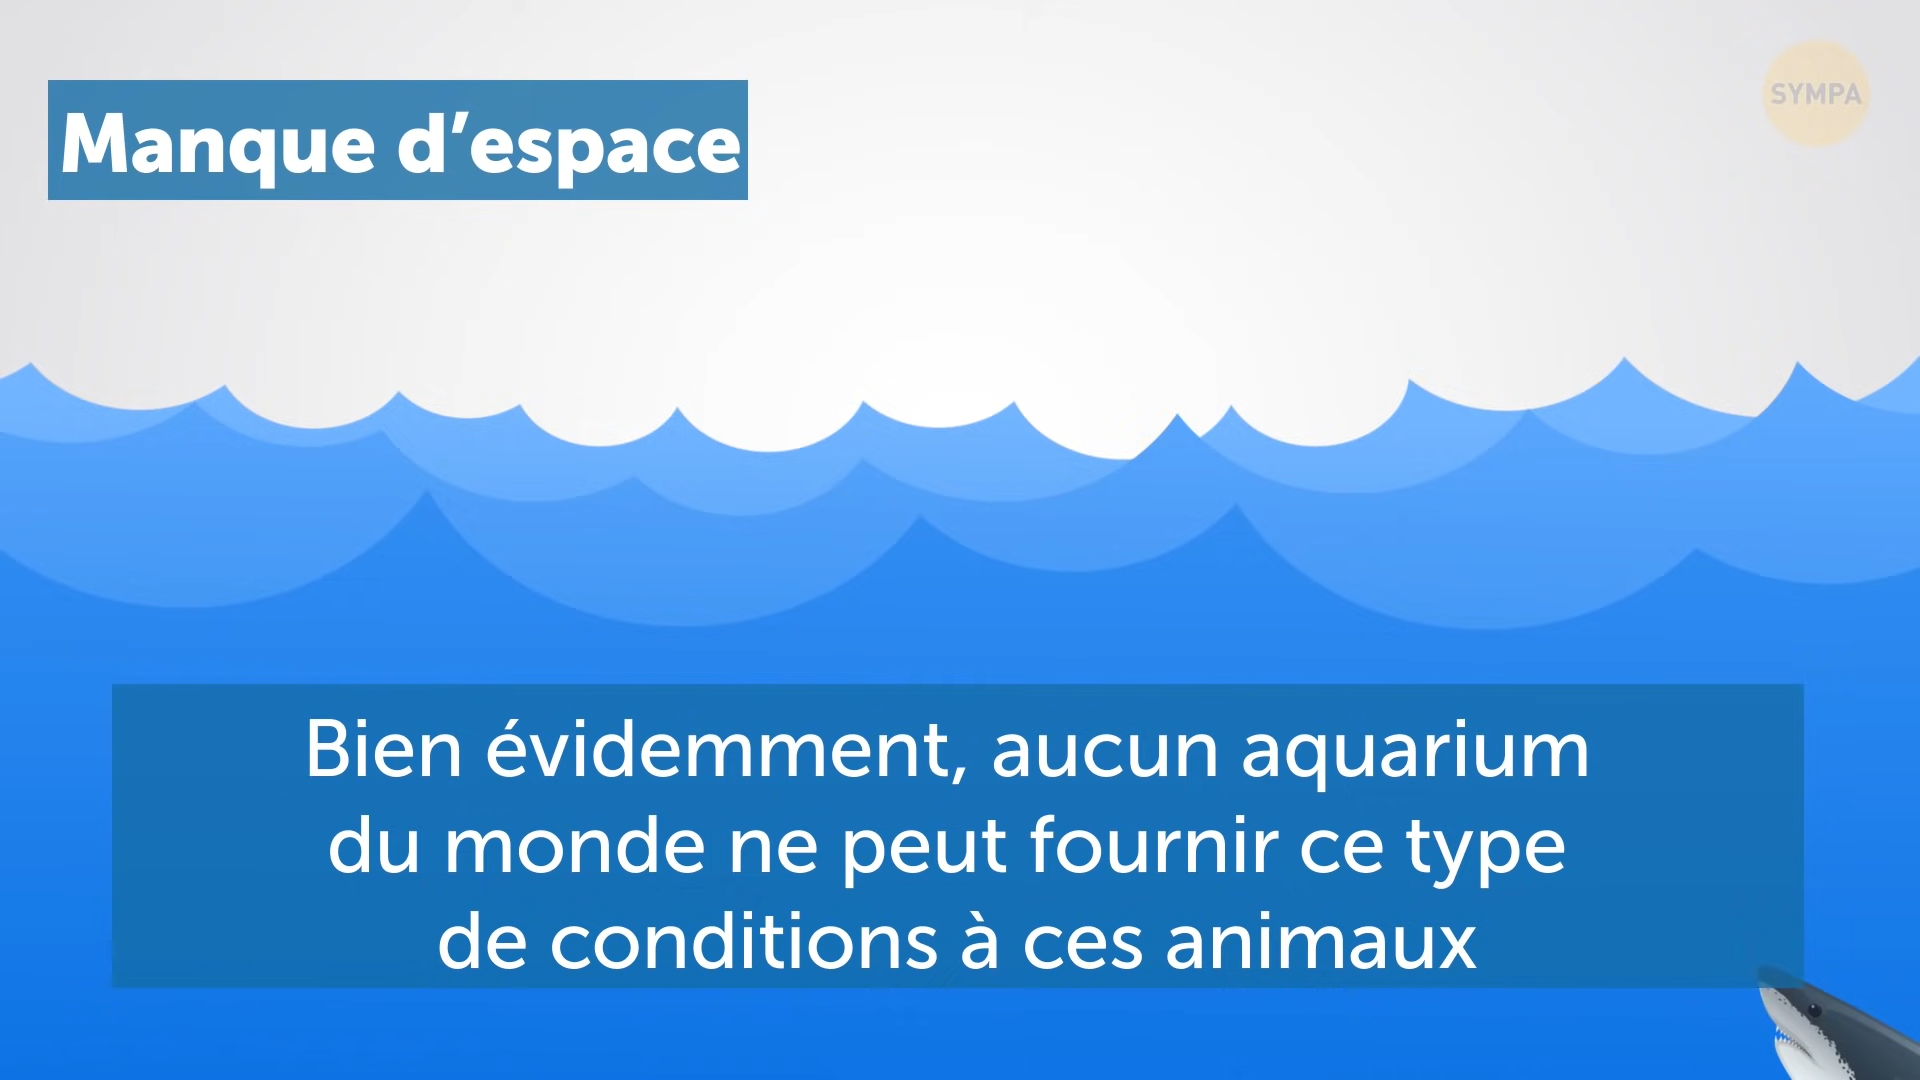 Manque d’espace
SYMPA
Bien évidemment, aucun aquarium
du monde ne peut fournir ce type
de conditions à ces animaux